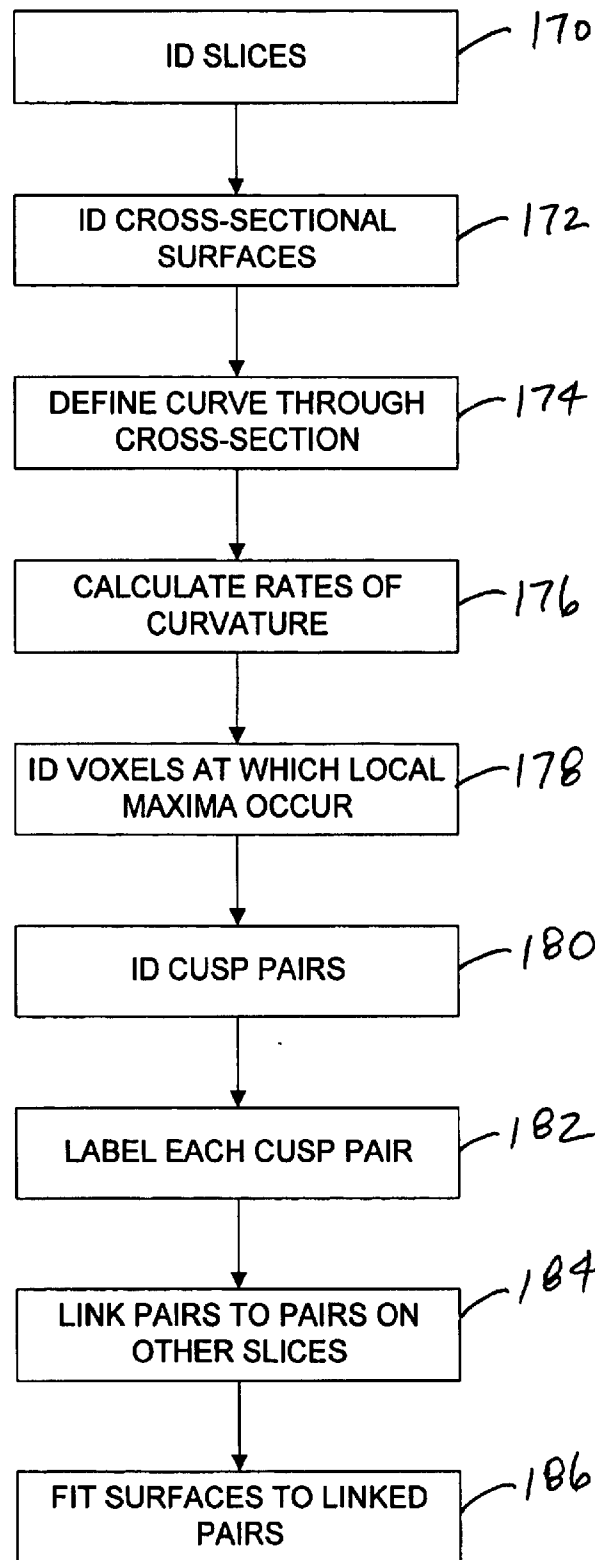 ID SLICES
170
ID CROSS-SECTIONAL
SURFACES
172
DEFINE CURVE THROUGH
CROSS-SECTION
174
CALCULATE RATES OF
CURVATURE
176
ID VOXELS AT WHICH LOCAL
MAXIMA OCCUR
178
ID CUSP PAIRS
180
LABEL EACH CUSP PAIR
182
LINK PAIRS TO PAIRS ON
OTHER SLICES
184
FIT SURFACES TO LINKED
PAIRS
186